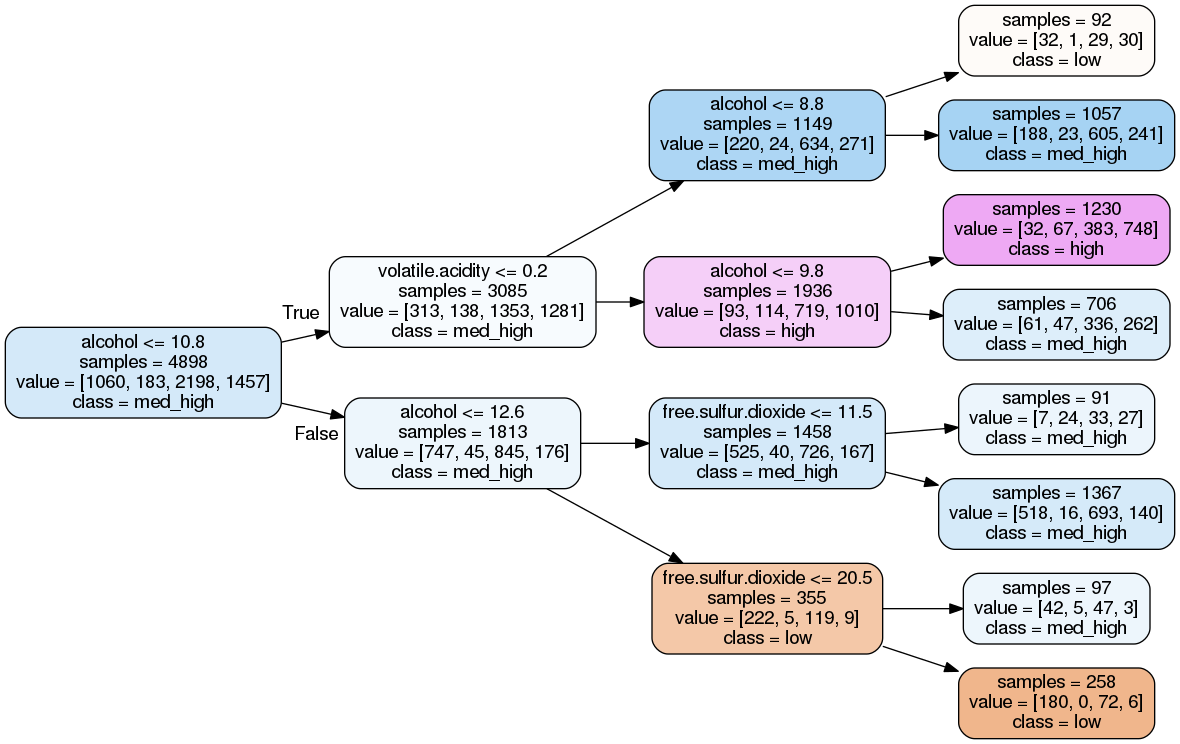 alcohol <= 10.8
samples = 4898
value = [1060, 183, 2198, 1457]
class = med_high
True
False
volatile.acidity <= 0.2
samples = 3085
value = [313, 138, 1353, 1281]
class = med_high
alcohol <= 12.6
samples = 1813
value = [747, 45, 845, 176]
class = med_high
alcohol <= 8.8
samples = 1149
value = [220, 24, 634, 271]
class = med_high
alcohol <= 9.8
samples = 1936
value = [93, 114, 719, 1010]
class = high
free.sulfur.dioxide <= 11.5
samples = 1458
value = [525, 40, 726, 167]
class = med_high
free.sulfur.dioxide <= 20.5
samples = 355
value = [222, 5, 119, 9]
class = low
samples = 92
value = [32, 1, 29, 30]
class = low
samples = 1057
value = [188, 23, 605, 241]
class = med_high
samples = 1230
value = [32, 67, 383, 748]
class = high
samples = 706
value = [61, 47, 336, 262]
class = med_high
samples = 91
value = [7, 24, 33, 27]
class = med_high
samples = 1367
value = [518, 16, 693, 140]
class = med_high
samples = 97
value = [42, 5, 47, 3]
class = med_high
samples = 258
value = [180, 0, 72, 6]
class = low